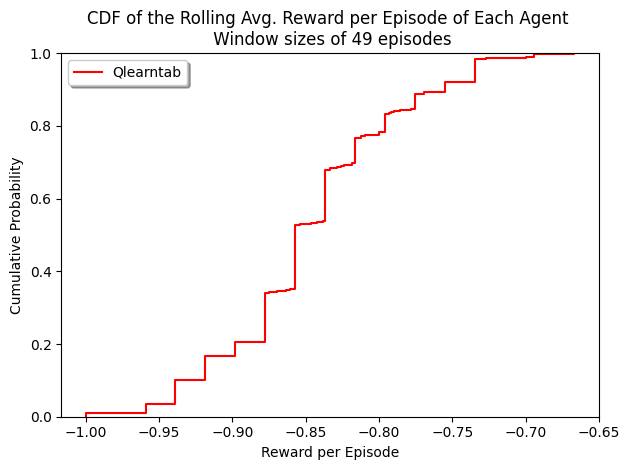 CDF of the Rolling Avg. Reward per Episode of Each Agent
Window sizes of 49 episodes
Qlearntab
1.0
0.8
0.6
0.4
0.2
0.0
Cumulative Probability
−1.00 −0.95 −0.90 −0.85 −0.80 −0.75 −0.70 −0.65
Reward per Episode